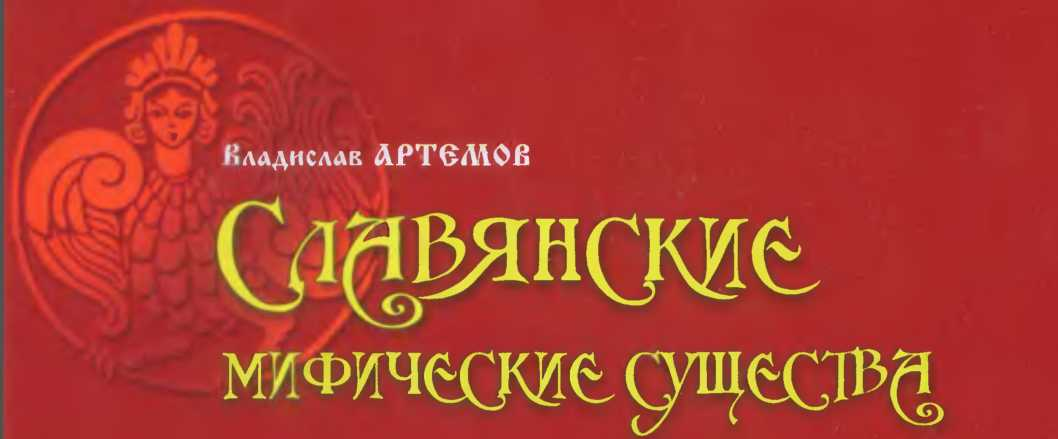 Владислав АРТЕМОВ
Славянские
мифические существа